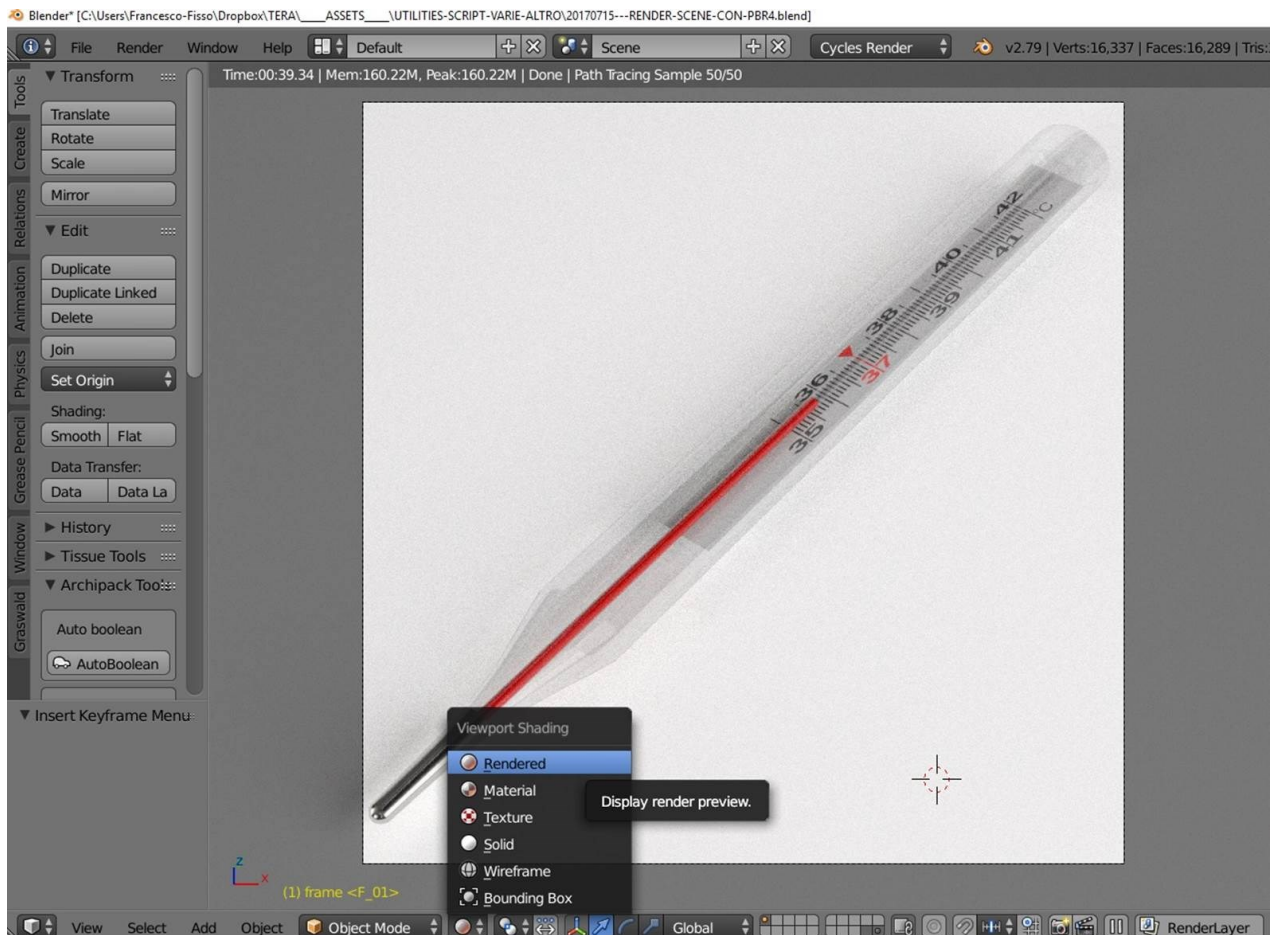 Blender* [C:\Users\Francesco-Fisso\Dropbox\TERA\____ASSETS____\UTILITIES-SCRIPT-VARIE-ALTRO\20170715---RENDER-SCENE-CON-PBR4.blend]
File Render Window Help Default Scene Cycles Render v2.79 | Verts:16,337 | Faces:16,289 | Tris:
Time:00:39.34 | Mem:160.22M, Peak:160.22M | Done | Path Tracing Sample 50/50
Tools
Create
Relations
Animation
Physics
Grease Pencil
Window
Graswald
Transform
Translate
Rotate
Scale
Mirror
Edit
Duplicate
Duplicate Linked
Delete
Join
Set Origin
Shading:
Smooth Flat
Data Transfer:
Data Data La
History
Tissue Tools
Archipack Tools
Auto boolean
AutoBoolean
Insert Keyframe Menu
42
°C
41
40
39
38
37
36
35
Viewport Shading
Rendered
Material
Texture
Solid
Wireframe
Bounding Box
Display render preview.
z
x
(1) frame <F_01>
View Select Add Object Object Mode Global RenderLayer